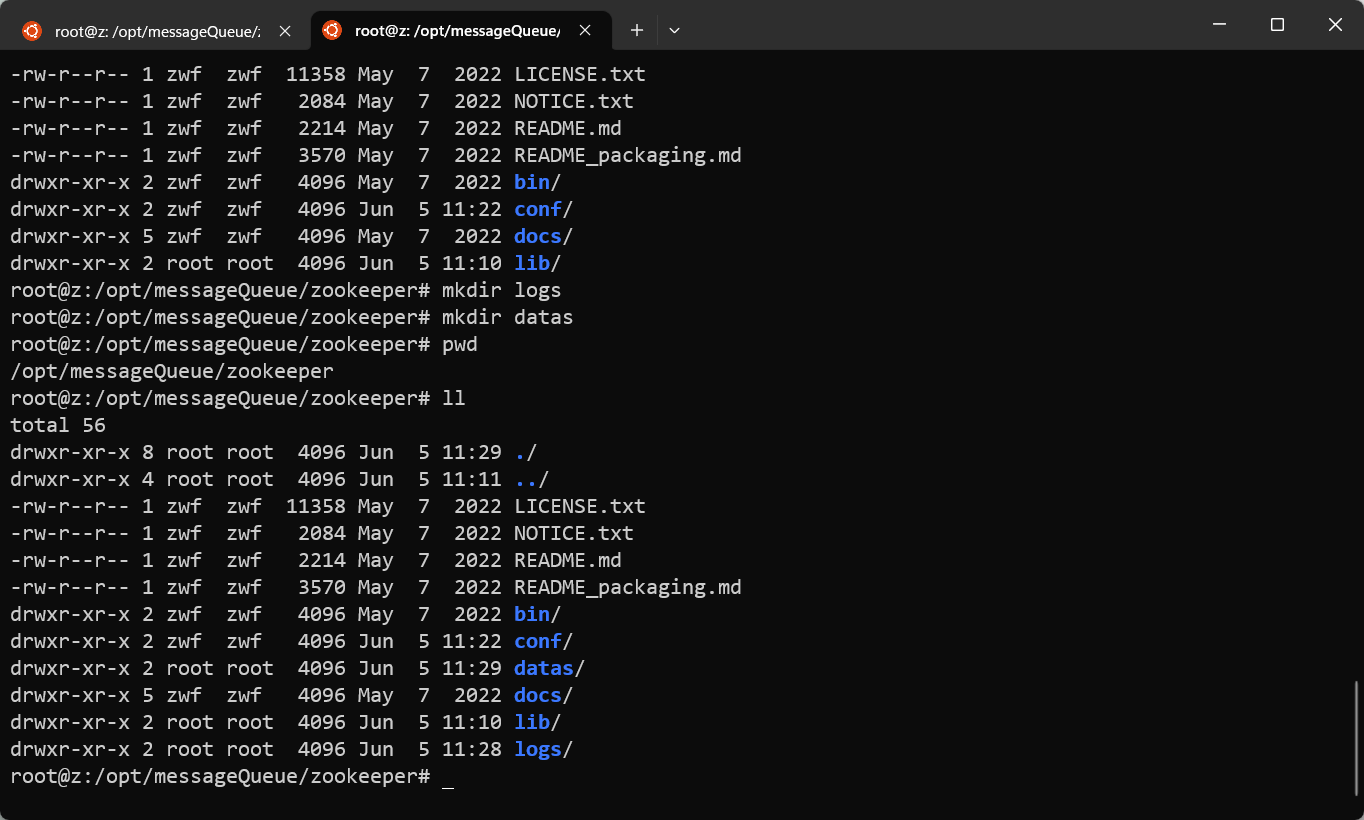 root@z: /opt/messageQueue/z
root@z: /opt/messageQueue/
-rw-r--r-- 1 zwf  zwf  11358 May  7  2022 LICENSE.txt
-rw-r--r-- 1 zwf  zwf   2084 May  7  2022 NOTICE.txt
-rw-r--r-- 1 zwf  zwf   2214 May  7  2022 README.md
-rw-r--r-- 1 zwf  zwf   3570 May  7  2022 README_packaging.md
drwxr-xr-x 2 zwf  zwf   4096 May  7  2022 bin/
drwxr-xr-x 2 zwf  zwf   4096 Jun  5 11:22 conf/
drwxr-xr-x 5 zwf  zwf   4096 May  7  2022 docs/
drwxr-xr-x 2 root root  4096 Jun  5 11:10 lib/
root@z:/opt/messageQueue/zookeeper# mkdir logs
root@z:/opt/messageQueue/zookeeper# mkdir datas
root@z:/opt/messageQueue/zookeeper# pwd
/opt/messageQueue/zookeeper
root@z:/opt/messageQueue/zookeeper# ll
total 56
drwxr-xr-x 8 root root  4096 Jun  5 11:29 ./
drwxr-xr-x 4 root root  4096 Jun  5 11:11 ../
-rw-r--r-- 1 zwf  zwf  11358 May  7  2022 LICENSE.txt
-rw-r--r-- 1 zwf  zwf   2084 May  7  2022 NOTICE.txt
-rw-r--r-- 1 zwf  zwf   2214 May  7  2022 README.md
-rw-r--r-- 1 zwf  zwf   3570 May  7  2022 README_packaging.md
drwxr-xr-x 2 zwf  zwf   4096 May  7  2022 bin/
drwxr-xr-x 2 zwf  zwf   4096 Jun  5 11:22 conf/
drwxr-xr-x 2 root root  4096 Jun  5 11:29 datas/
drwxr-xr-x 5 zwf  zwf   4096 May  7  2022 docs/
drwxr-xr-x 2 root root  4096 Jun  5 11:10 lib/
drwxr-xr-x 2 root root  4096 Jun  5 11:28 logs/
root@z:/opt/messageQueue/zookeeper# _